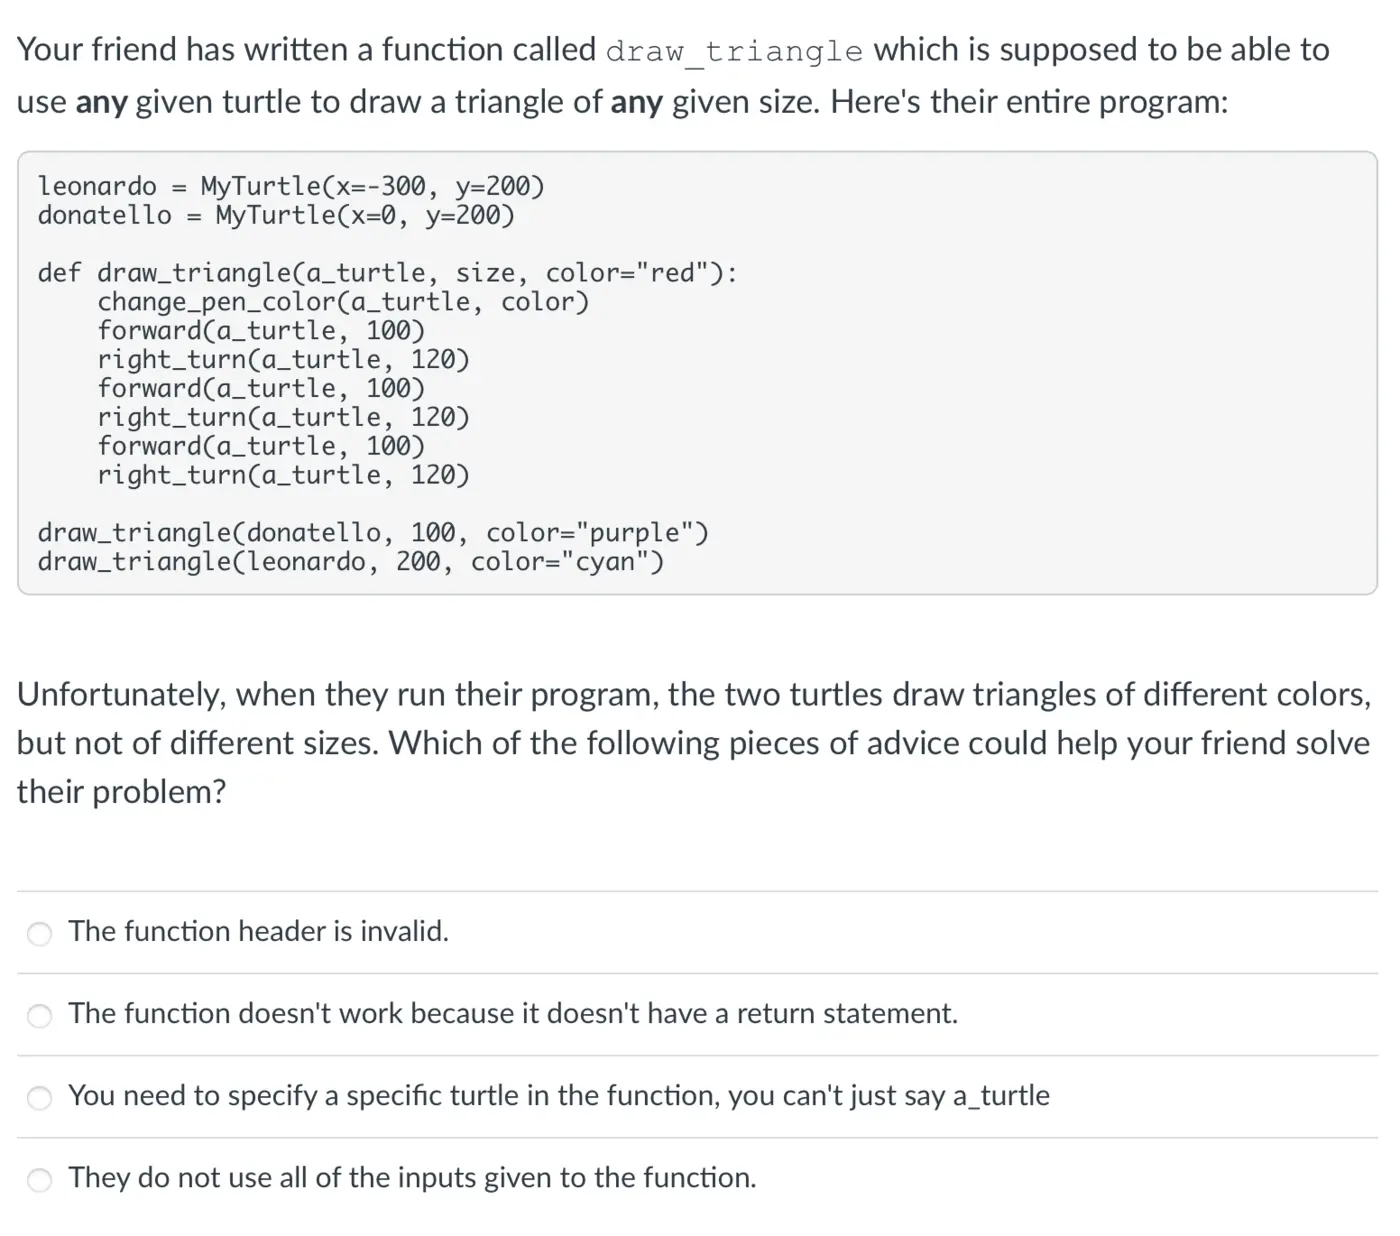 Your friend has written a function called draw_triangle which is supposed to be able to
use any given turtle to draw a triangle of any given size. Here's their entire program:
leonardo = MyTurtle(x=-300, y=200)
donatello = MyTurtle(x=0, y=200)
def draw_triangle(a_turtle, size, color="red"):
    change_pen_color(a_turtle, color)
    forward(a_turtle, 100)
    right_turn(a_turtle, 120)
    forward(a_turtle, 100)
    right_turn(a_turtle, 120)
    forward(a_turtle, 100)
    right_turn(a_turtle, 120)
draw_triangle(donatello, 100, color="purple")
draw_triangle(leonardo, 200, color="cyan")
Unfortunately, when they run their program, the two turtles draw triangles of different colors,
but not of different sizes. Which of the following pieces of advice could help your friend solve
their problem?
The function header is invalid.
The function doesn't work because it doesn't have a return statement.
You need to specify a specific turtle in the function, you can't just say a_turtle
They do not use all of the inputs given to the function.